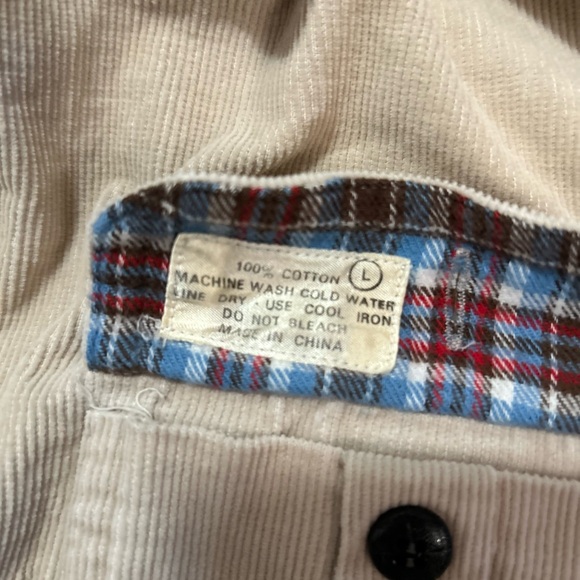 100% COTTON L
MACHINE WASH COLD WATER
LINE DRY · USE COOL IRON
DO NOT BLEACH
MADE IN CHINA